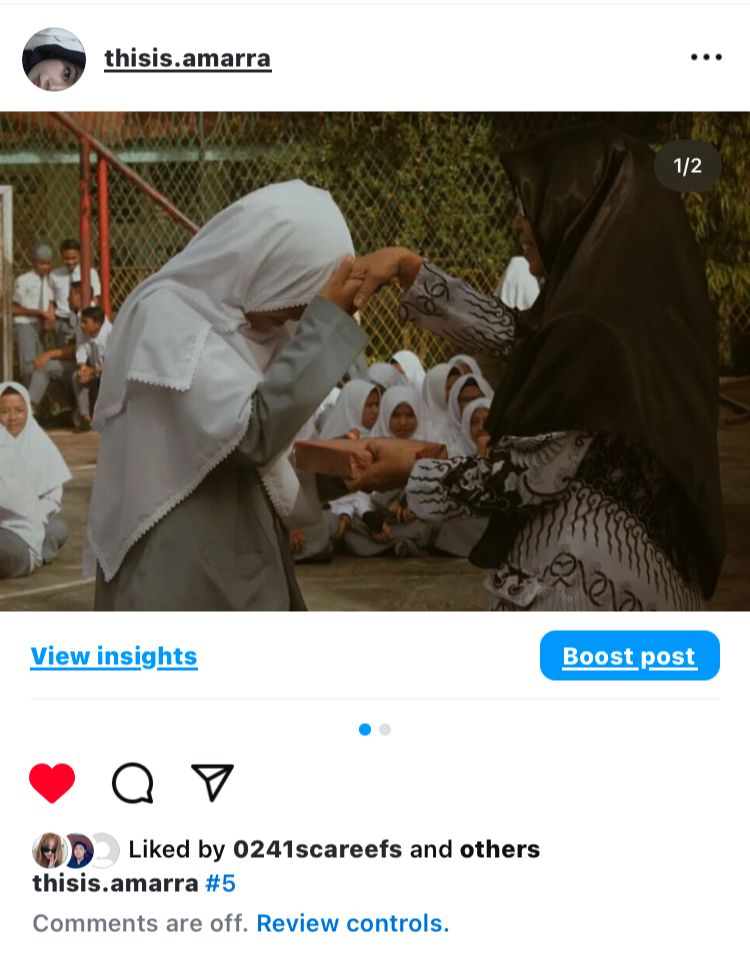 thisis.amarra
1/2
View insights
Boost post
Liked by 0241scareefs and others
thisis.amarra #5
Comments are off. Review controls.